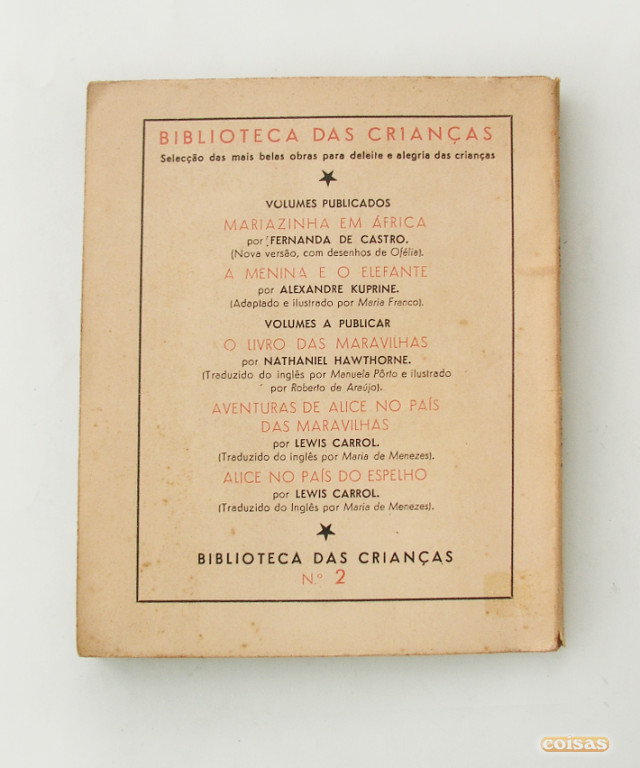 BIBLIOTECA DAS CRIANÇAS
Selecção das mais belas obras para deleite e alegria das crianças
VOLUMES PUBLICADOS
MARIAZINHA EM ÁFRICA
por FERNANDA DE CASTRO.
(Nova versão, com desenhos de Ofélia).
A MENINA E O ELEFANTE
por ALEXANDRE KUPRINE.
(Adaptado e ilustrado por Maria Franco).
VOLUMES A PUBLICAR
O LIVRO DAS MARAVILHAS
por NATHANIEL HAWTHORNE.
(Traduzido do inglês por Manuela Pôrto e ilustrado
por Roberto de Araújo).
AVENTURAS DE ALICE NO PAÍS
DAS MARAVILHAS
por LEWIS CARROL.
(Traduzido do inglês por Maria de Menezes).
ALICE NO PAÍS DO ESPELHO
por LEWIS CARROL.
(Traduzido do Inglês por Maria de Menezes).
BIBLIOTECA DAS CRIANÇAS
N.º 2
coisas